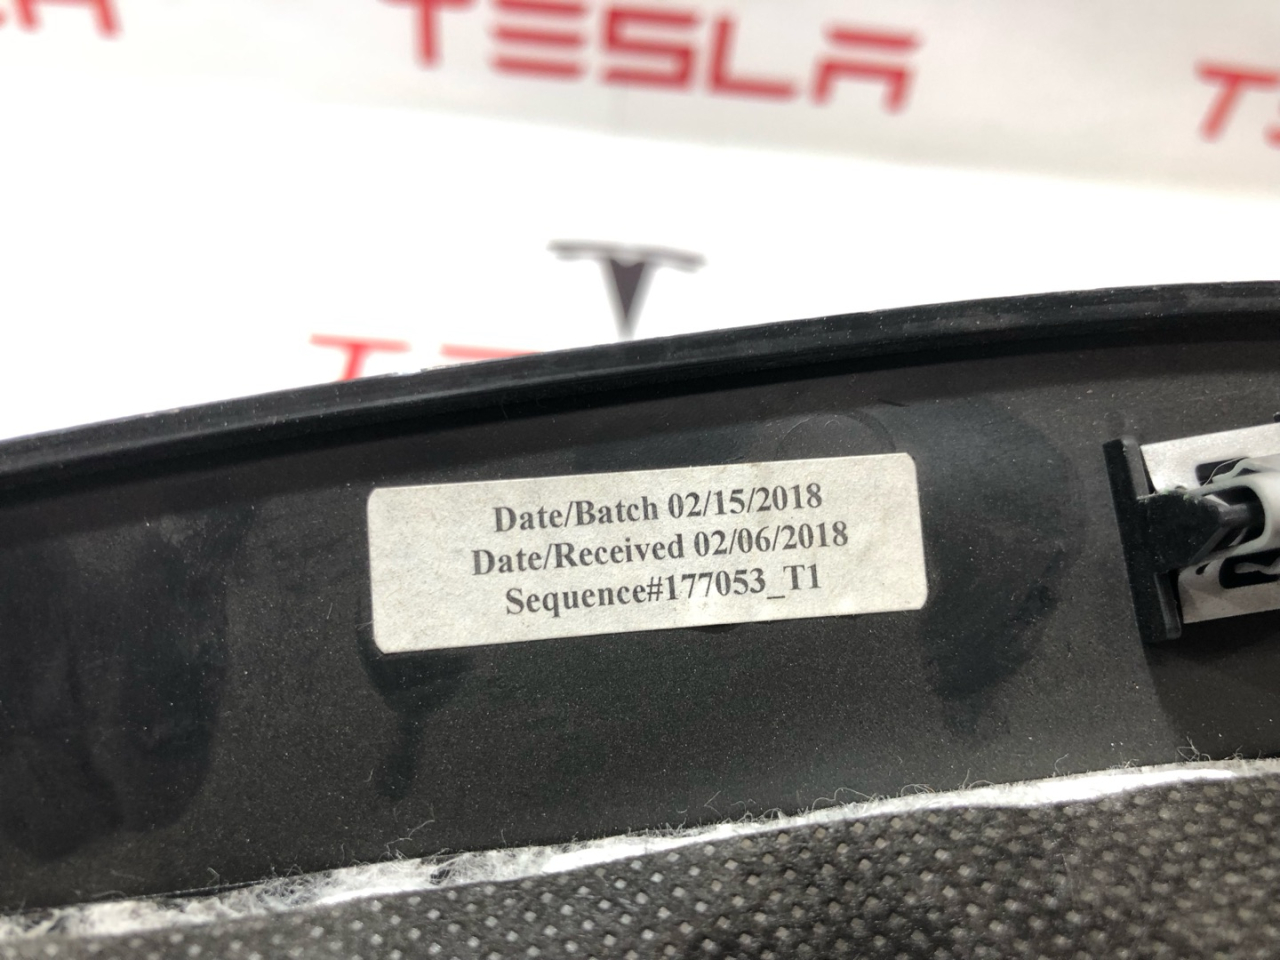 TESLA
Date/Batch 02/15/2018
Date/Received 02/06/2018
Sequence#177053_T1